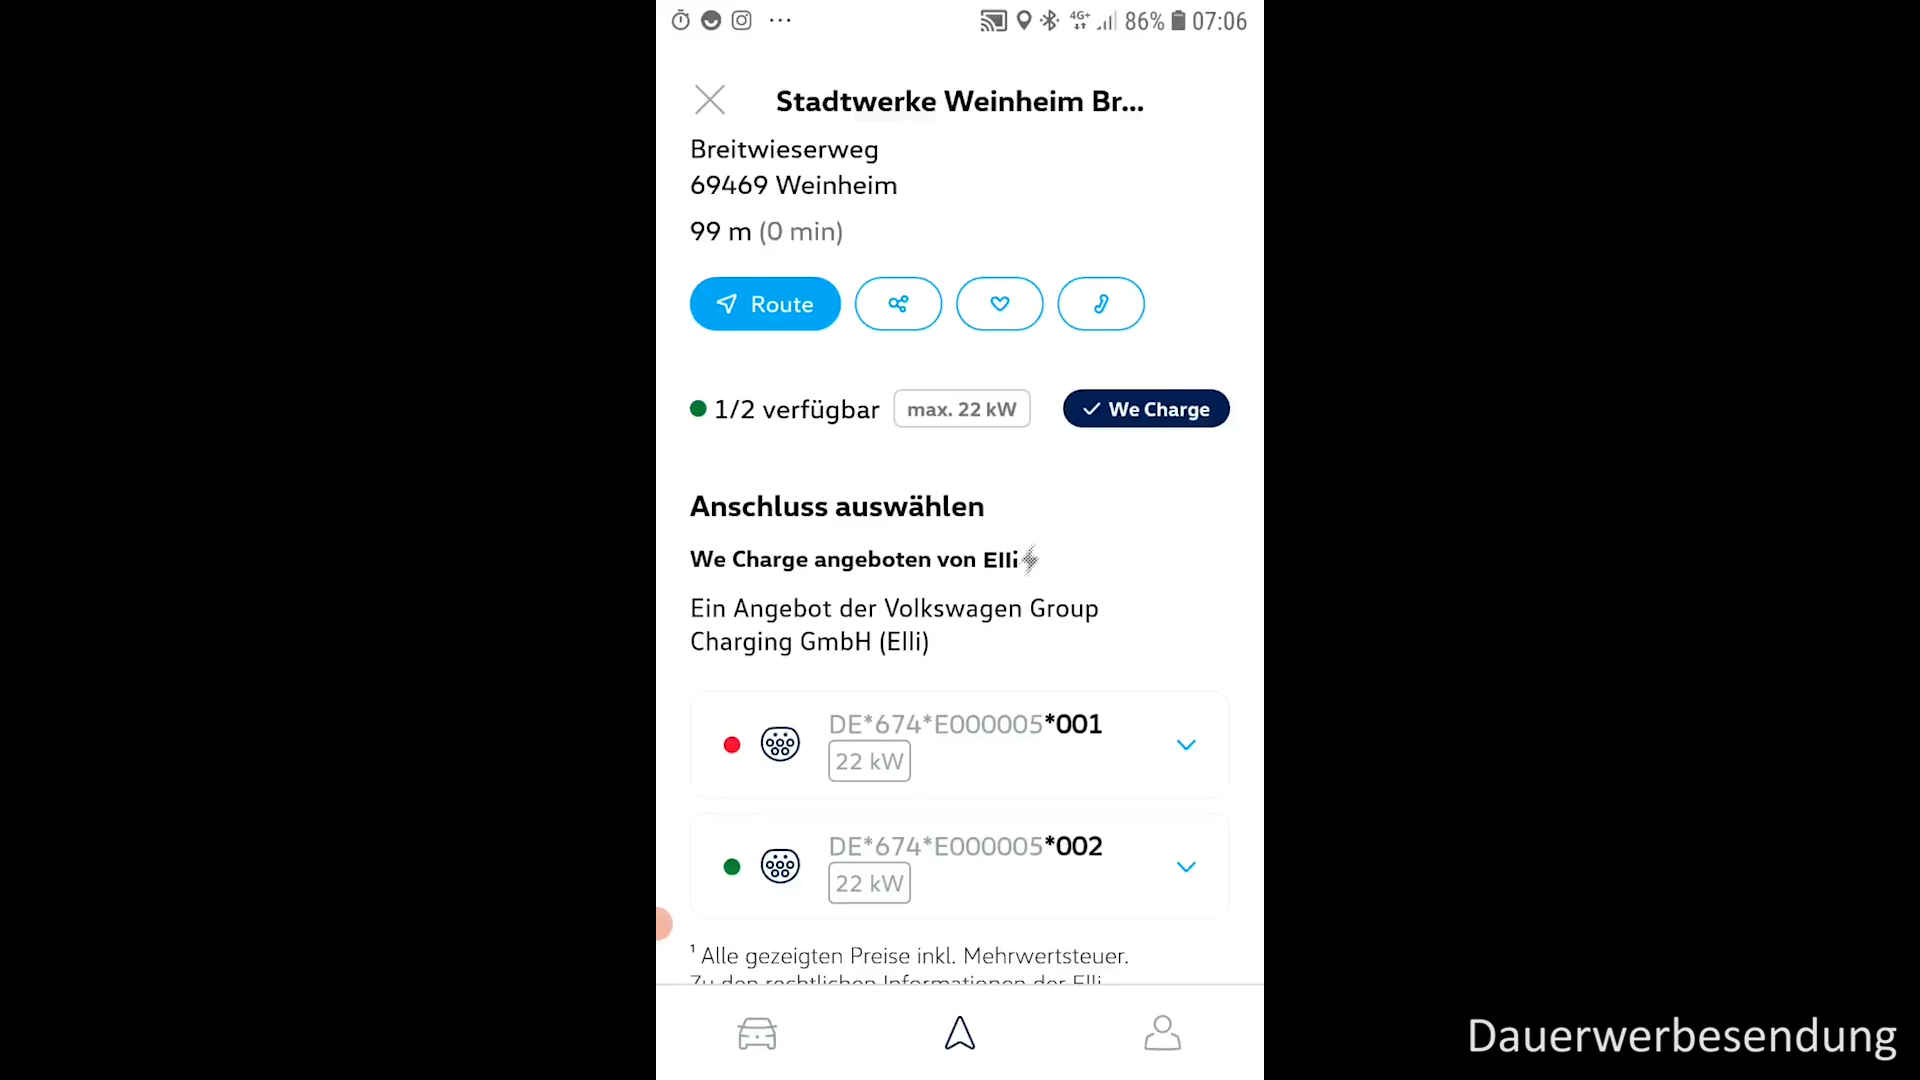 4G+ 86% 07:06
Stadtwerke Weinheim Br...
Breitwieserweg
69469 Weinheim
99 m (0 min)
Route
1/2 verfügbar max. 22 kW We Charge
Anschluss auswählen
We Charge angeboten von Elli
Ein Angebot der Volkswagen Group
Charging GmbH (Elli)
DE*674*E000005*001
22 kW
DE*674*E000005*002
22 kW
¹ Alle gezeigten Preise inkl. Mehrwertsteuer.
Zu den rechtlichen Informationen der Elli
Dauerwerbesendung